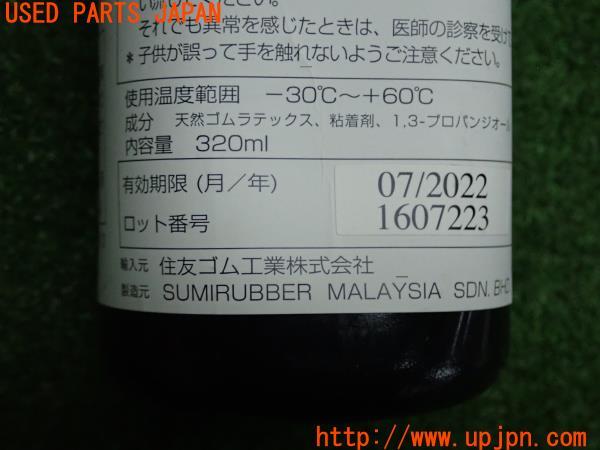 USED PARTS JAPAN
それでも異常を感じたときは、医師の診察を受けて
* 子供が誤って手を触れないようご注意ください。
使用温度範囲 −30℃〜+60℃
成分 天然ゴムラテックス、粘着剤、1,3-プロパンジオール
内容量 320ml
有効期限 (月/年) 07/2022
ロット番号 1607223
輸入元 住友ゴム工業株式会社
製造元 SUMIRUBBER MALAYSIA SDN. BHD
http://www.upjpn.com